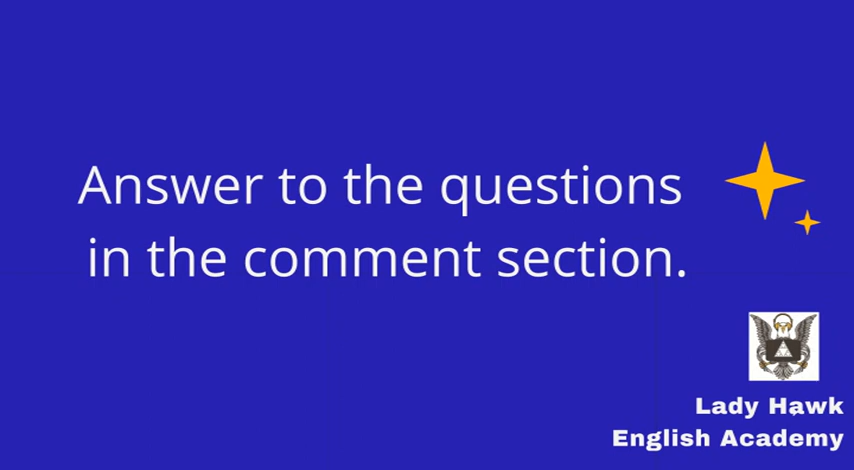 Answer to the questions
in the comment section.
Lady Hawk
English Academy